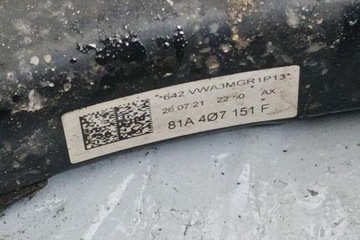 642 VWA3MGR1P13
26.07.21 22:50 AX
81A 407 151 F